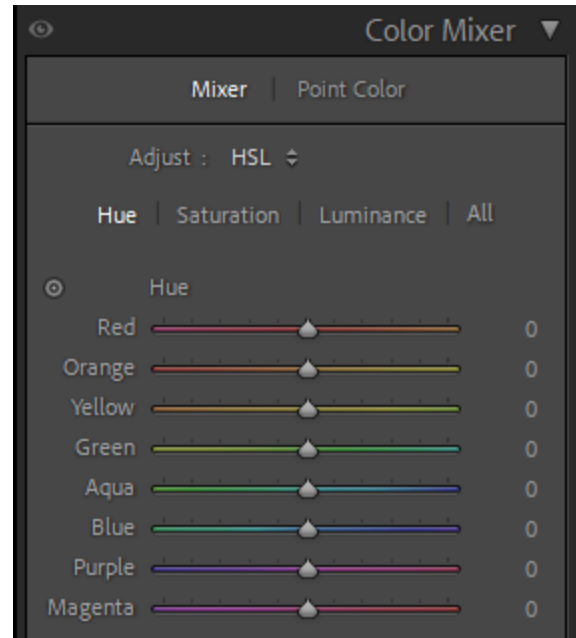 Color Mixer
Mixer Point Color
Adjust : HSL
Hue Saturation Luminance All
Hue
Red 0
Orange 0
Yellow 0
Green 0
Aqua 0
Blue 0
Purple 0
Magenta 0